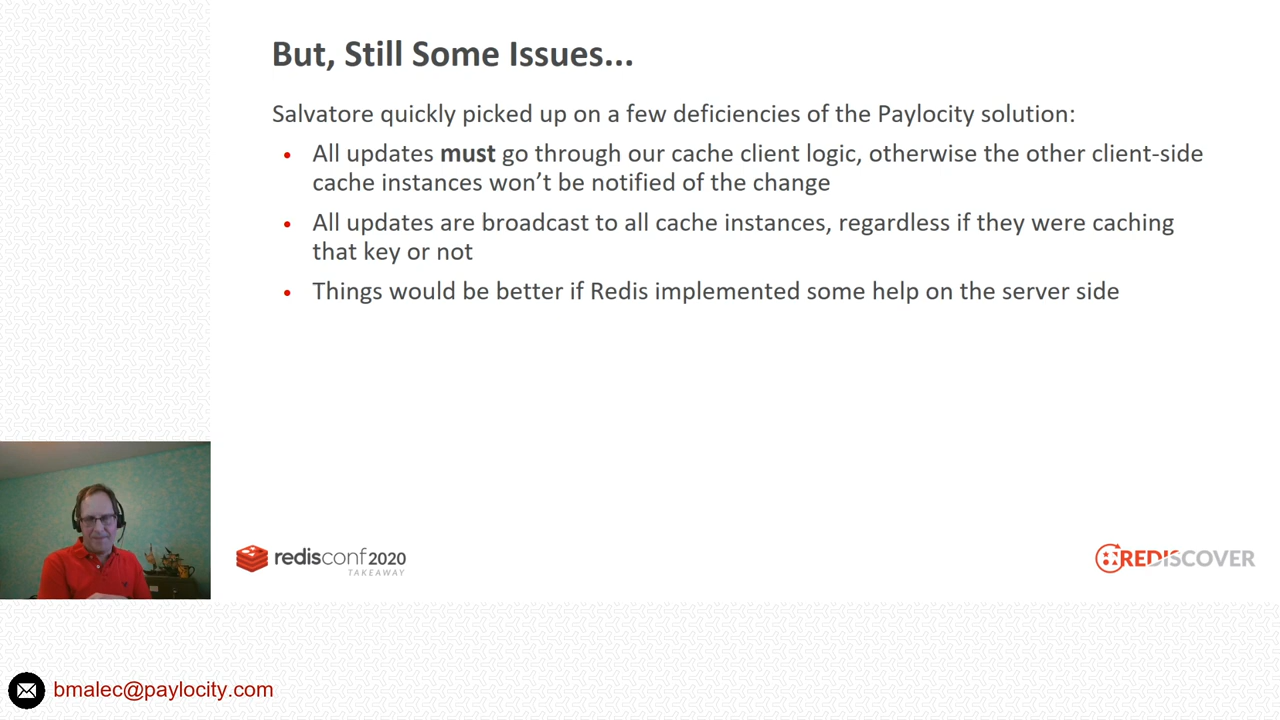 But, Still Some Issues...
Salvatore quickly picked up on a few deficiencies of the Paylocity solution:
• All updates must go through our cache client logic, otherwise the other client-side
cache instances won’t be notified of the change
• All updates are broadcast to all cache instances, regardless if they were caching
that key or not
• Things would be better if Redis implemented some help on the server side
redisconf 2020
TAKEAWAY
REDISCOVER
bmalec@paylocity.com